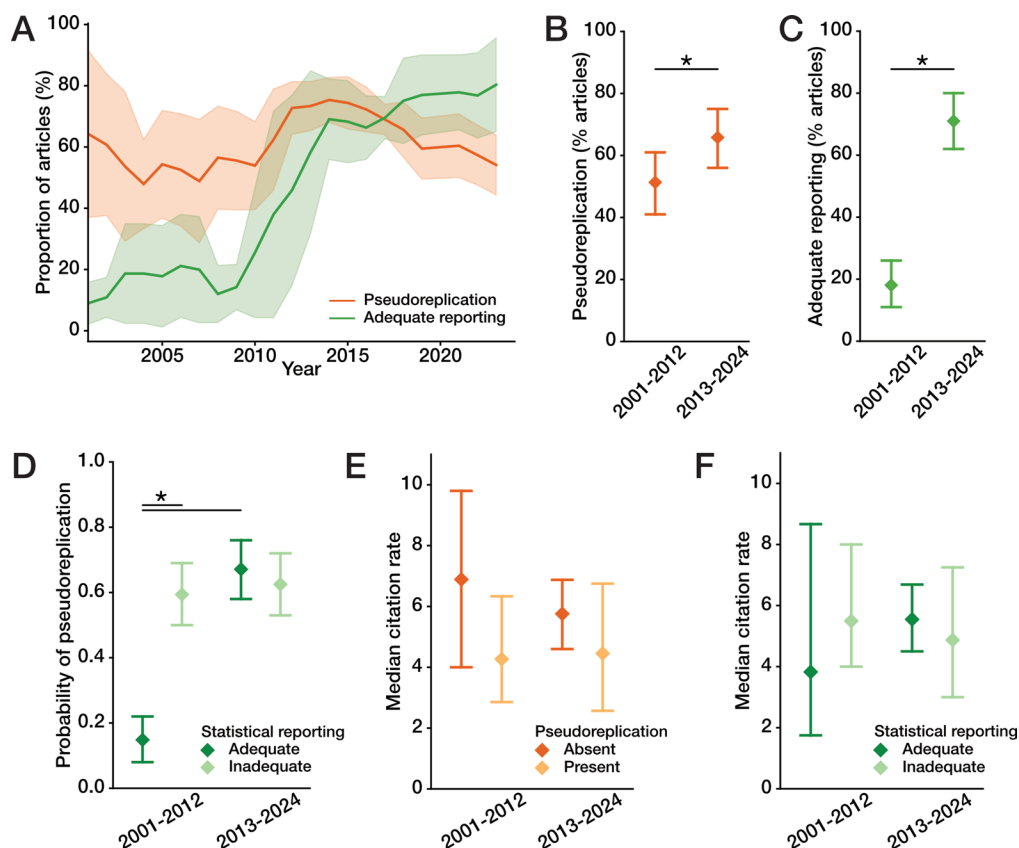 A
Proportion of articles (%)
100
80
60
40
20
0
2005
2010
2015
2020
Year
Pseudoreplication
Adequate reporting
B
Pseudoreplication (% articles)
100
80
60
40
20
0
*
2001-2012
2013-2024
C
Adequate reporting (% articles)
100
80
60
40
20
0
*
2001-2012
2013-2024
D
Probability of pseudoreplication
1.0
0.8
0.6
0.4
0.2
0.0
*
Statistical reporting
Adequate
Inadequate
2001-2012
2013-2024
E
Median citation rate
10
8
6
4
2
0
Pseudoreplication
Absent
Present
2001-2012
2013-2024
F
Median citation rate
10
8
6
4
2
0
Statistical reporting
Adequate
Inadequate
2001-2012
2013-2024